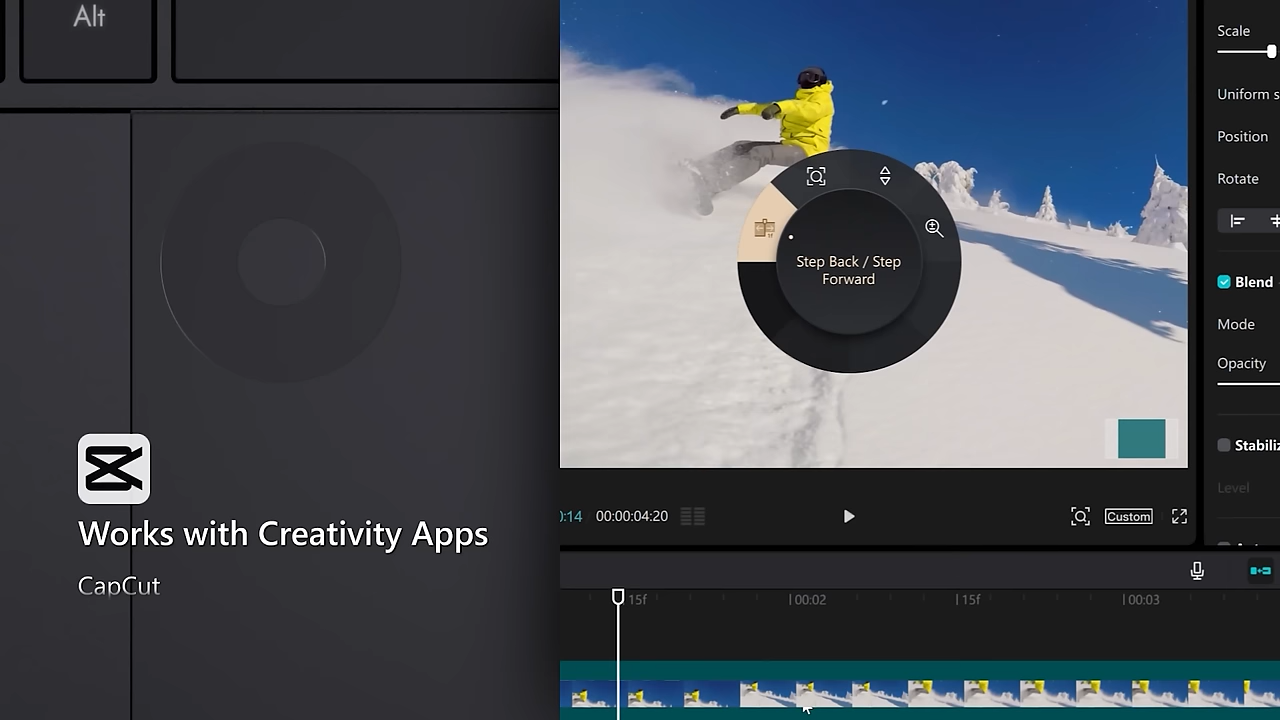 Alt
Works with Creativity Apps
CapCut
Step Back / Step
Forward
Scale
Uniform s
Position
Rotate
Blend
Mode
Opacity
Stabiliz
Level
0:14 00:00:04:20
Custom
15f 00:02 15f 00:03